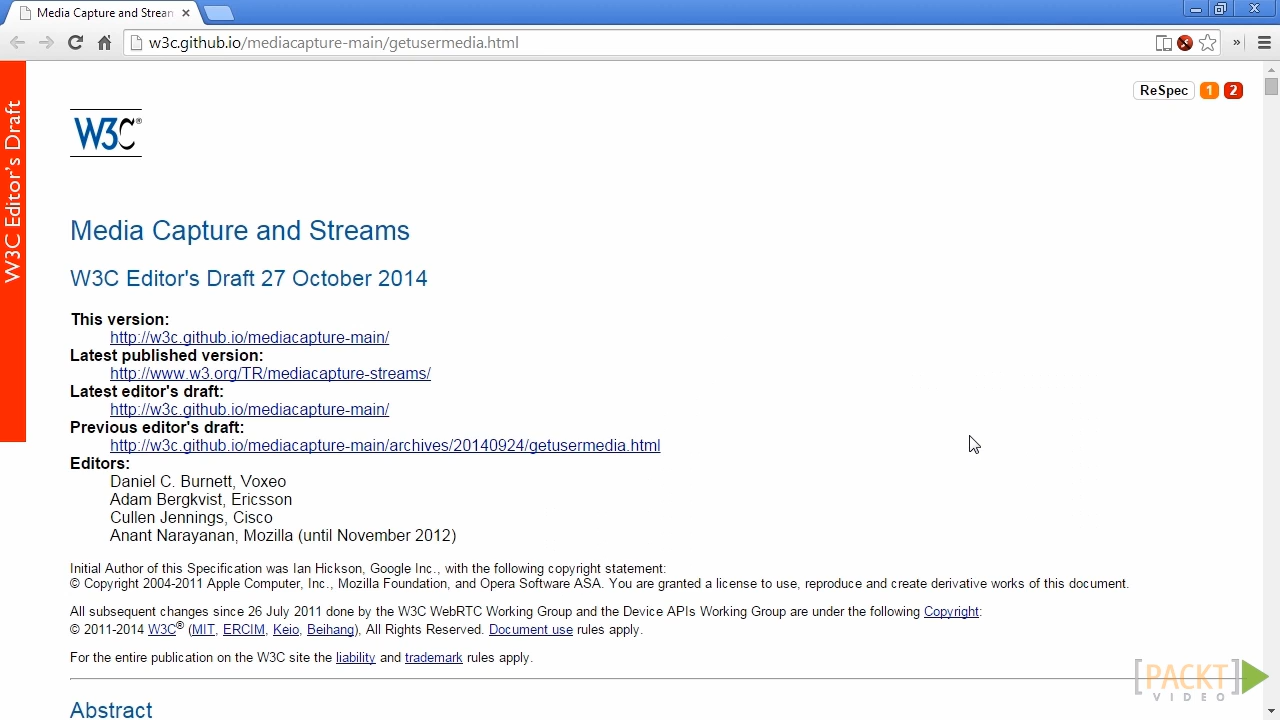 Media Capture and Stream
w3c.github.io/mediacapture-main/getusermedia.html
W3C Editor's Draft
ReSpec 1 2
W3C®
Media Capture and Streams
W3C Editor's Draft 27 October 2014
This version:
http://w3c.github.io/mediacapture-main/
Latest published version:
http://www.w3.org/TR/mediacapture-streams/
Latest editor's draft:
http://w3c.github.io/mediacapture-main/
Previous editor's draft:
http://w3c.github.io/mediacapture-main/archives/20140924/getusermedia.html
Editors:
Daniel C. Burnett, Voxeo
Adam Bergkvist, Ericsson
Cullen Jennings, Cisco
Anant Narayanan, Mozilla (until November 2012)
Initial Author of this Specification was Ian Hickson, Google Inc., with the following copyright statement:
© Copyright 2004-2011 Apple Computer, Inc., Mozilla Foundation, and Opera Software ASA. You are granted a license to use, reproduce and create derivative works of this document.
All subsequent changes since 26 July 2011 done by the W3C WebRTC Working Group and the Device APIs Working Group are under the following Copyright:
© 2011-2014 W3C® (MIT, ERCIM, Keio, Beihang), All Rights Reserved. Document use rules apply.
For the entire publication on the W3C site the liability and trademark rules apply.
[PACKT]
VIDEO
Abstract